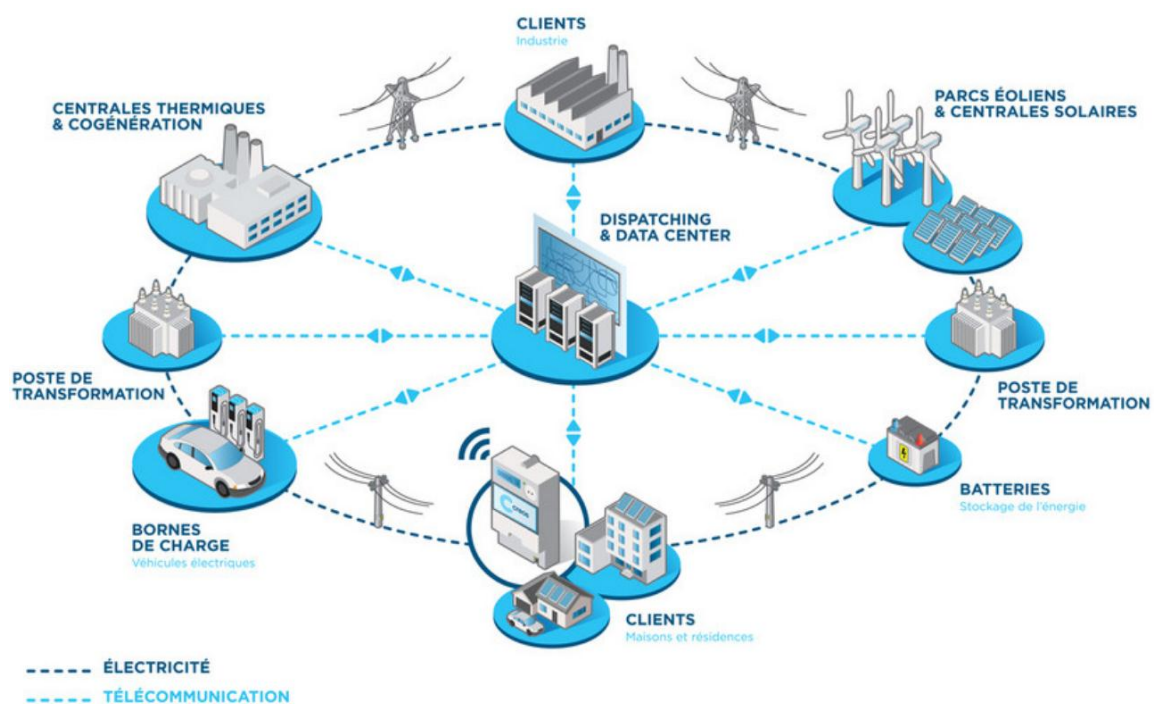 CLIENTS
Industrie
CENTRALES THERMIQUES
& COGÉNÉRATION
PARCS ÉOLIENS
& CENTRALES SOLAIRES
DISPATCHING
& DATA CENTER
POSTE DE
TRANSFORMATION
POSTE DE
TRANSFORMATION
BORNES
DE CHARGE
Véhicules électriques
BATTERIES
Stockage de l'énergie
creos
CLIENTS
Maisons et résidences
ÉLECTRICITÉ
TÉLÉCOMMUNICATION